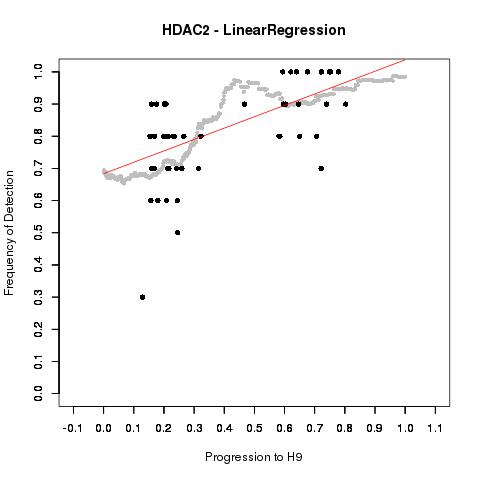 HDAC2 - LinearRegression
Frequency of Detection
1.0
0.9
0.8
0.7
0.6
0.5
0.4
0.3
0.2
0.1
0.0
-0.1 0.0 0.1 0.2 0.3 0.4 0.5 0.6 0.7 0.8 0.9 1.0 1.1
Progression to H9